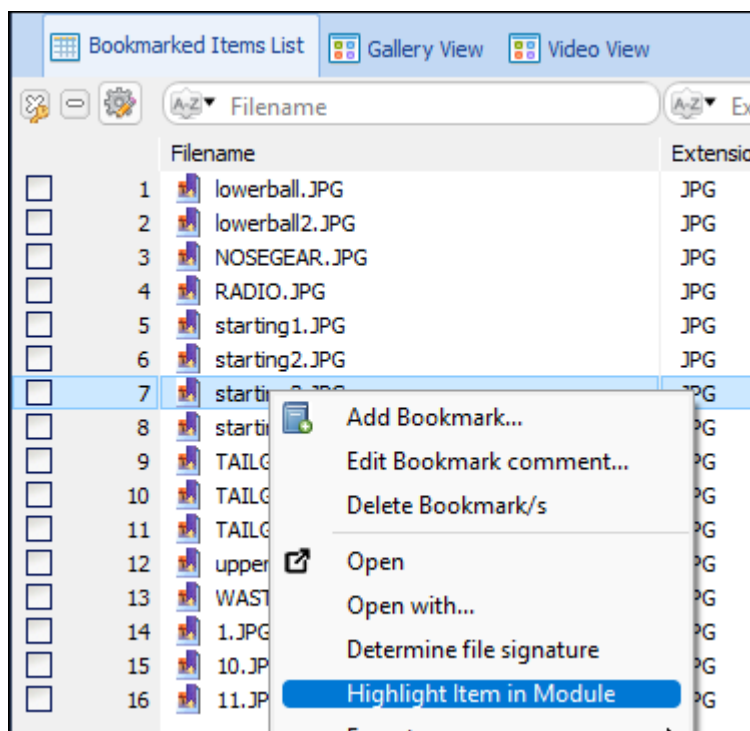 Bookmarked Items List Gallery View Video View
A-Z Filename A-Z
Filename
1 lowerball.JPG JPG
2 lowerball2.JPG JPG
3 NOSEGEAR.JPG JPG
4 RADIO.JPG JPG
5 starting1.JPG JPG
6 starting2.JPG JPG
7
8
9
10
11
12
13
14
15
16
Add Bookmark...
Edit Bookmark comment...
Delete Bookmark/s
Open
Open with...
Determine file signature
Highlight Item in Module